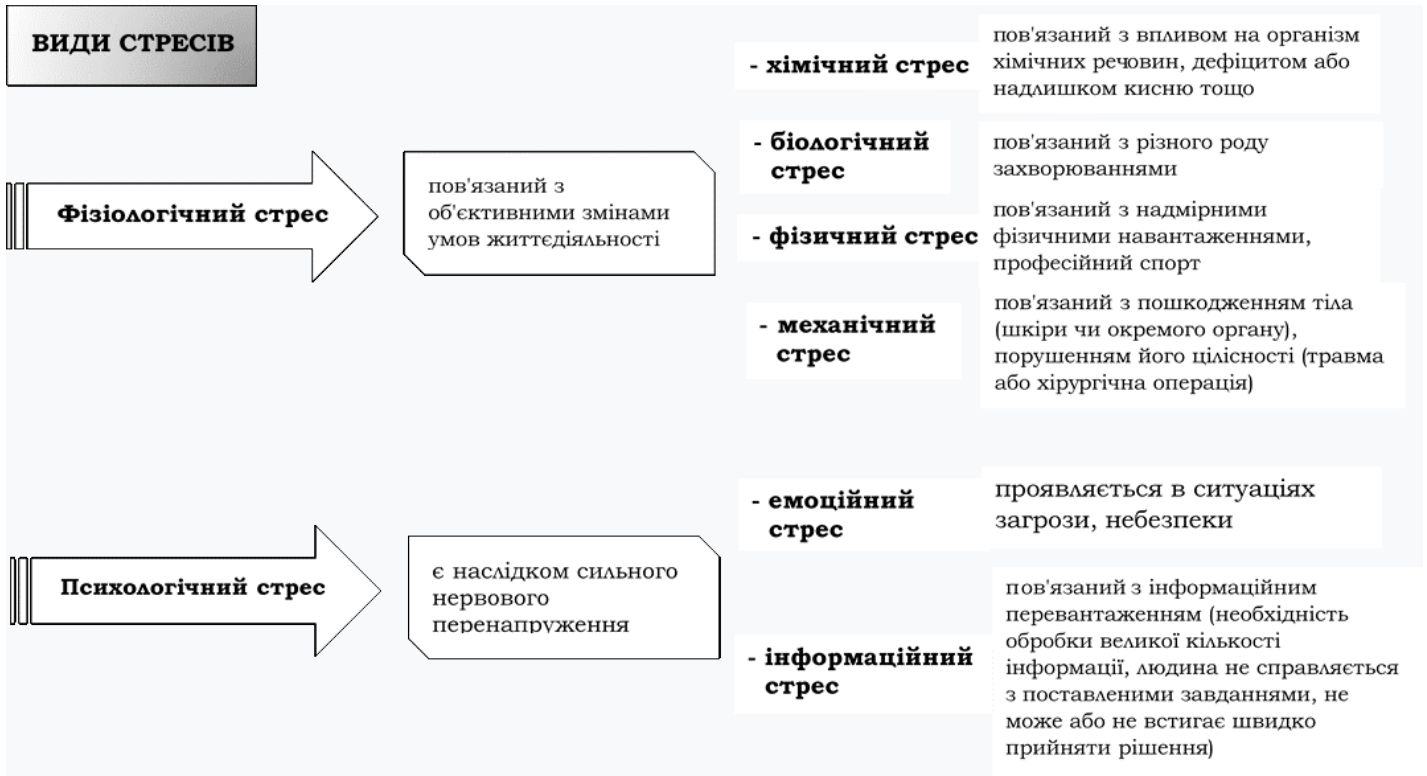 ВИДИ СТРЕСІВ
Фізіологічний стрес
пов'язаний з
об'єктивними змінами
умов життєдіяльності
- хімічний стрес
пов'язаний з впливом на організм
хімічних речовин, дефіцитом або
надлишком кисню тощо
- біологічний
стрес
пов'язаний з різного роду
захворюваннями
- фізичний стрес
пов'язаний з надмірними
фізичними навантаженнями,
професійний спорт
- механічний
стрес
пов'язаний з пошкодженням тіла
(шкіри чи окремого органу),
порушенням його цілісності (травма
або хірургічна операція)
Психологічний стрес
є наслідком сильного
нервового
перенапруження
- емоційний
стрес
проявляється в ситуаціях
загрози, небезпеки
- інформаційний
стрес
пов'язаний з інформаційним
перевантаженням (необхідність
обробки великої кількості
інформації, людина не справляється
з поставленими завданнями, не
може або не встигає швидко
прийняти рішення)